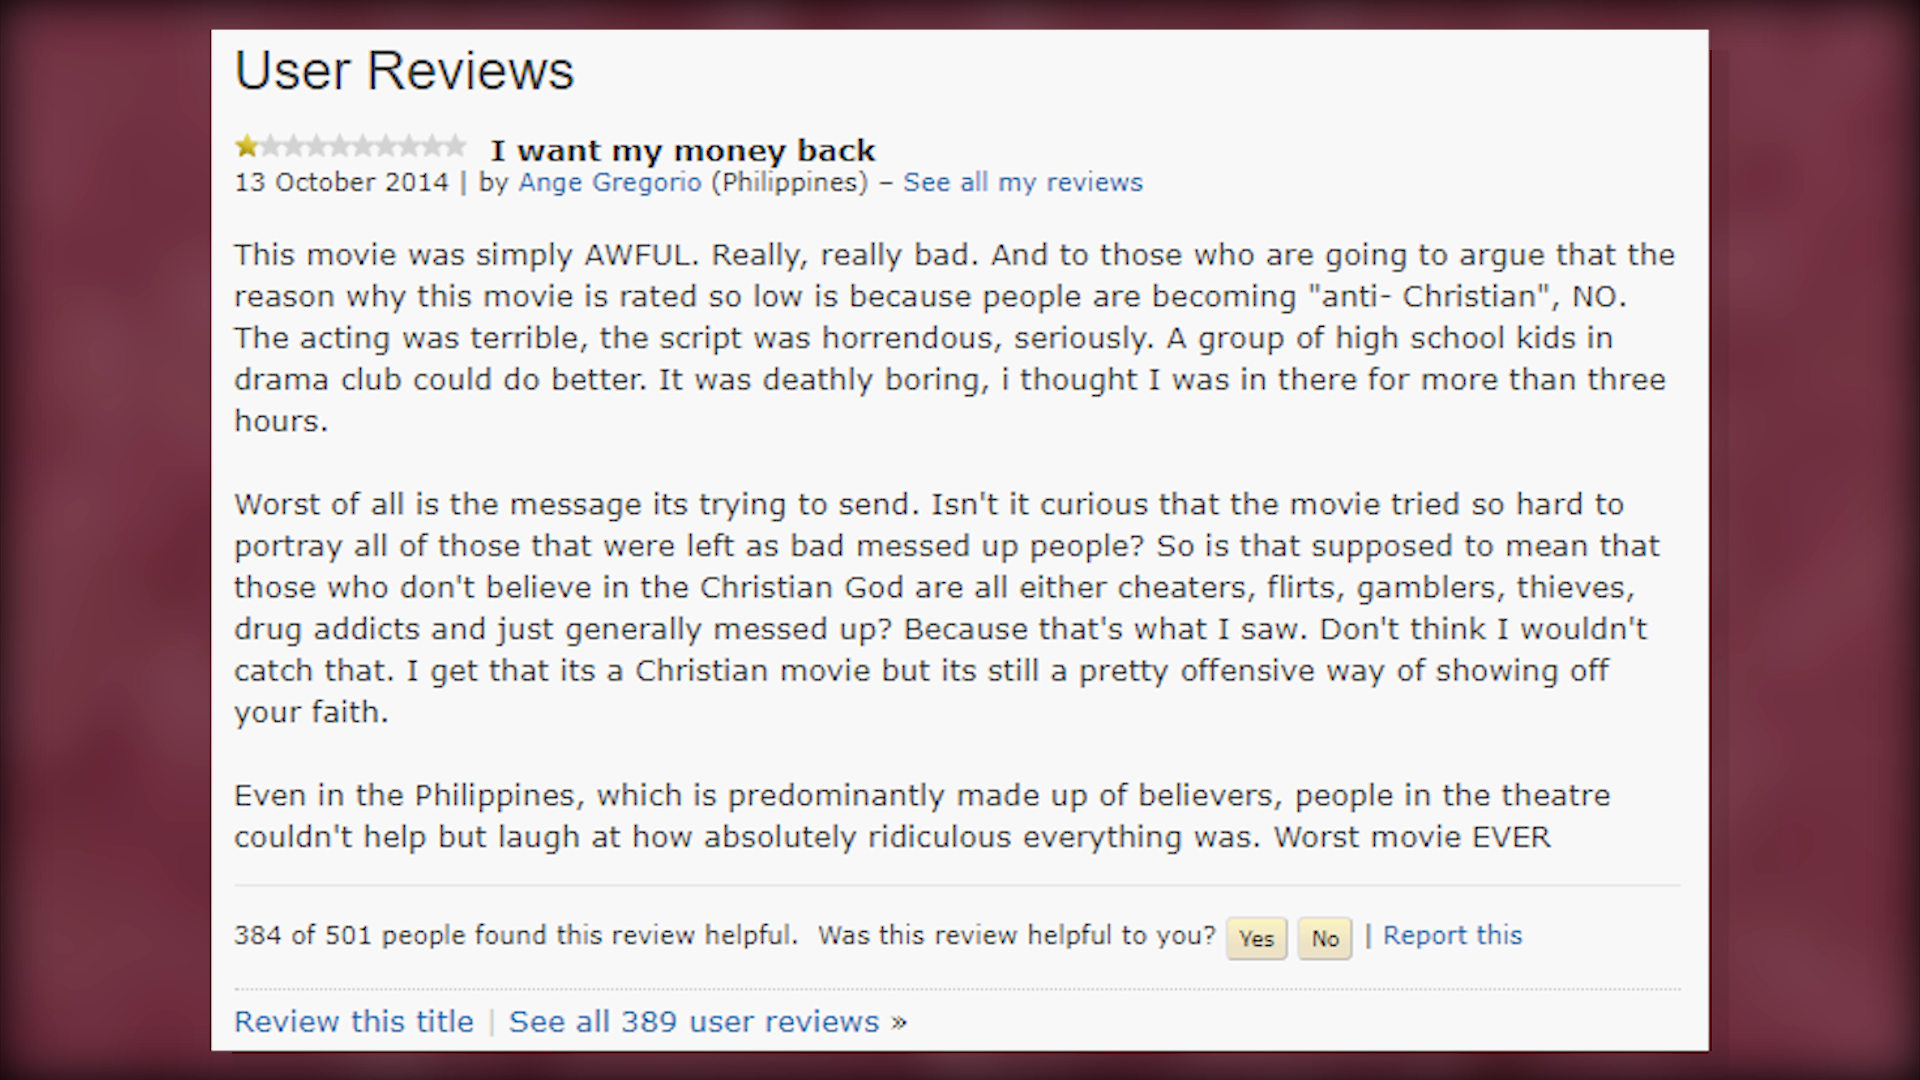 User Reviews
I want my money back
13 October 2014 | by Ange Gregorio (Philippines) – See all my reviews
This movie was simply AWFUL. Really, really bad. And to those who are going to argue that the
reason why this movie is rated so low is because people are becoming "anti- Christian", NO.
The acting was terrible, the script was horrendous, seriously. A group of high school kids in
drama club could do better. It was deathly boring, i thought I was in there for more than three
hours.
Worst of all is the message its trying to send. Isn't it curious that the movie tried so hard to
portray all of those that were left as bad messed up people? So is that supposed to mean that
those who don't believe in the Christian God are all either cheaters, flirts, gamblers, thieves,
drug addicts and just generally messed up? Because that's what I saw. Don't think I wouldn't
catch that. I get that its a Christian movie but its still a pretty offensive way of showing off
your faith.
Even in the Philippines, which is predominantly made up of believers, people in the theatre
couldn't help but laugh at how absolutely ridiculous everything was. Worst movie EVER
384 of 501 people found this review helpful. Was this review helpful to you? Yes No | Report this
Review this title | See all 389 user reviews »